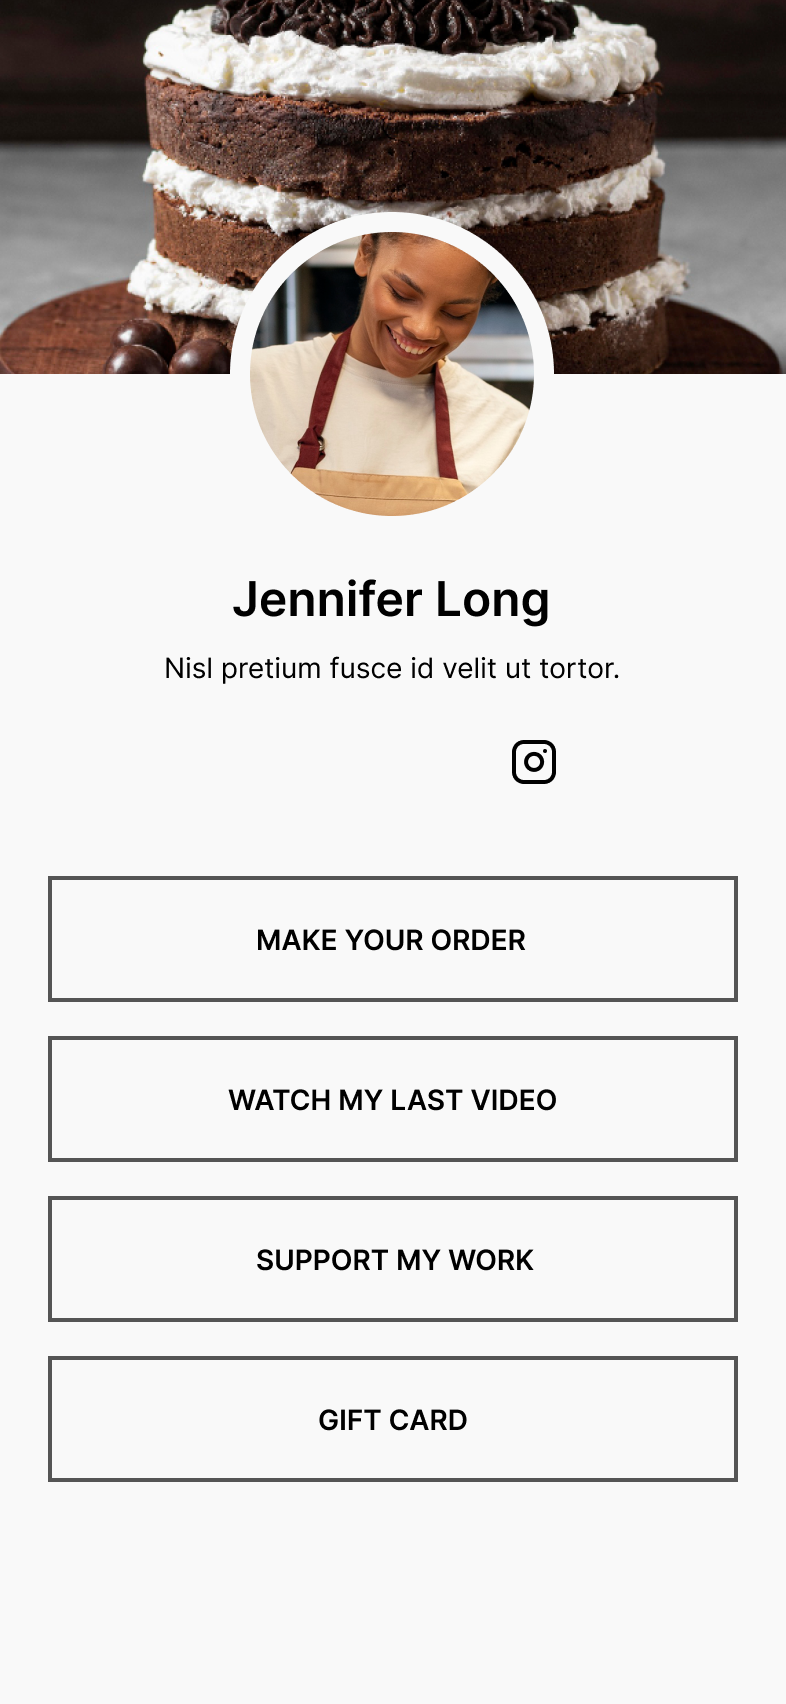 Jennifer Long
Nisl pretium fusce id velit ut tortor.
MAKE YOUR ORDER
WATCH MY LAST VIDEO
SUPPORT MY WORK
GIFT CARD